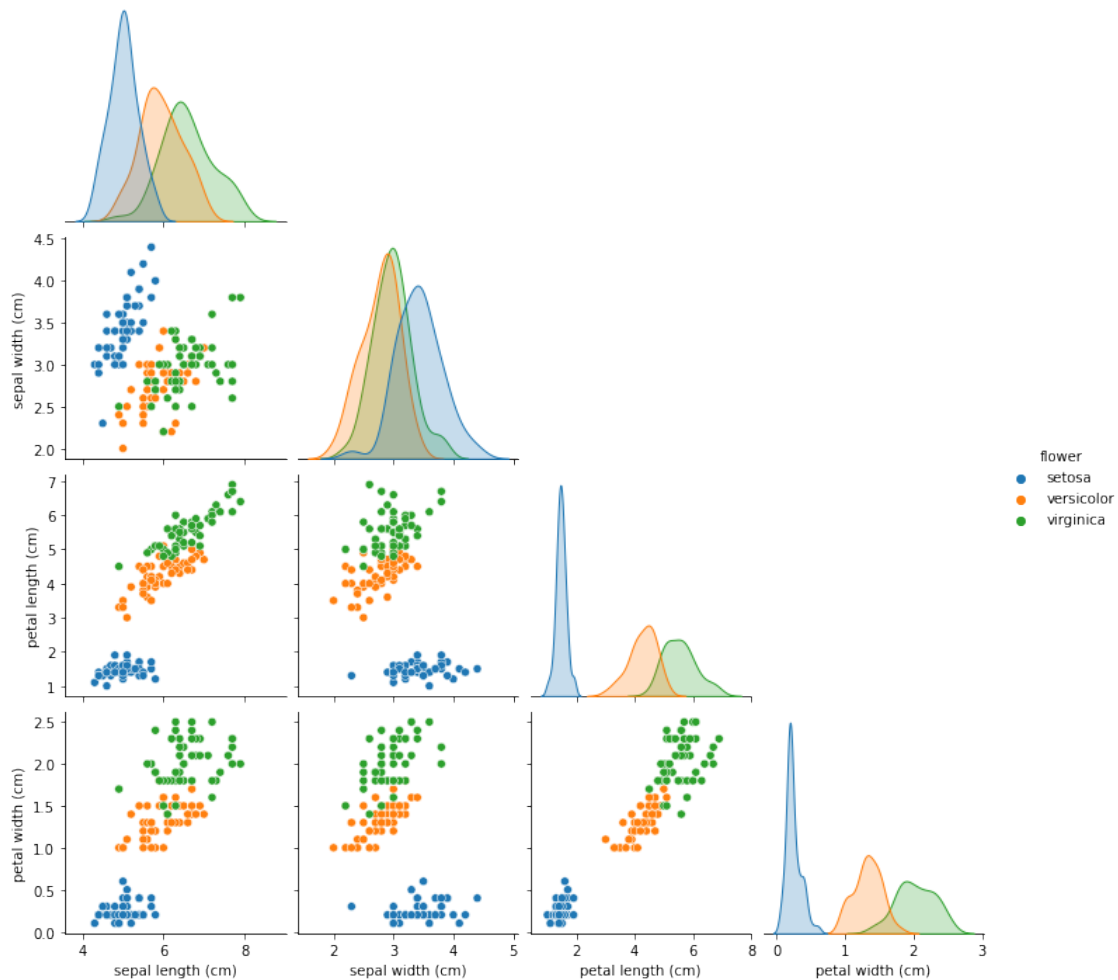 4.5
4.0
3.5
3.0
2.5
2.0
sepal width (cm)
7
6
5
4
3
2
1
petal length (cm)
flower
setosa
versicolor
virginica
2.5
2.0
1.5
1.0
0.5
0.0
petal width (cm)
4 6 8
sepal length (cm)
2 3 4 5
sepal width (cm)
2 4 6 8
petal length (cm)
0 1 2 3
petal width (cm)